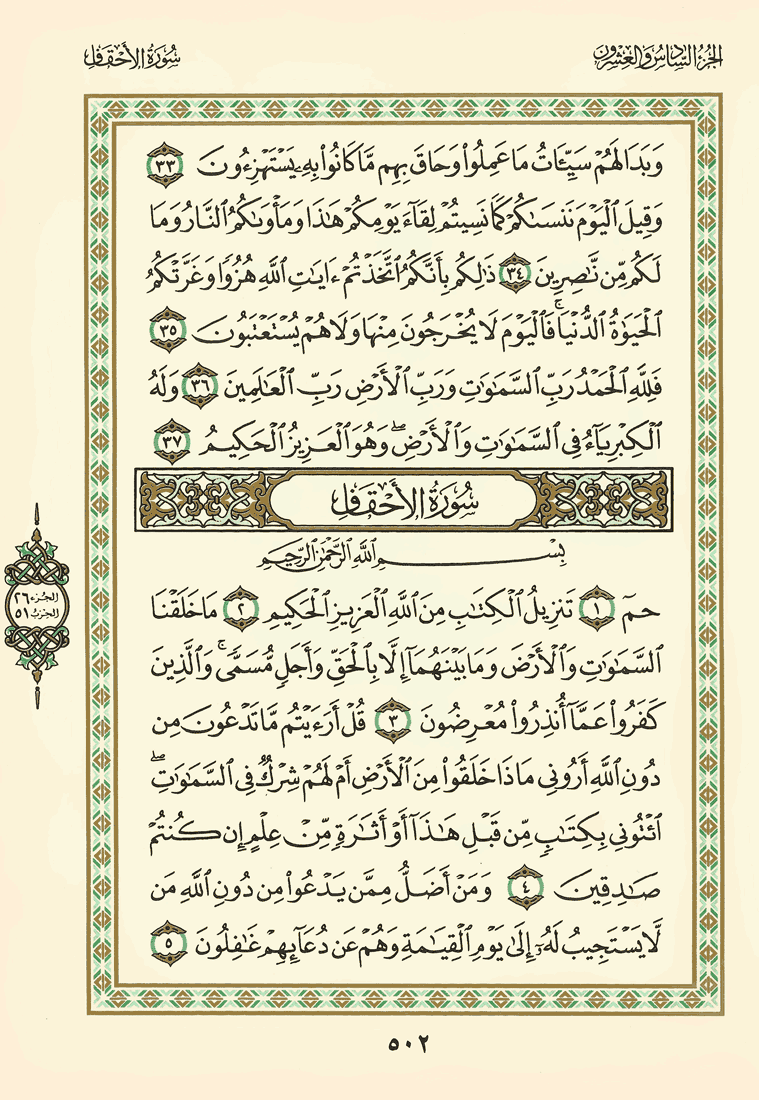 الجزء السادس والعشرون
سورة الأحقاف
وَبَدَا لَهُمْ سَيِّـَٔاتُ مَا عَمِلُوا۟ وَحَاقَ بِهِم مَّا كَانُوا۟ بِهِۦ يَسْتَهْزِءُونَ ٣٣
وَقِيلَ ٱلْيَوْمَ نَنسَىٰكُمْ كَمَا نَسِيتُمْ لِقَآءَ يَوْمِكُمْ هَـٰذَا وَمَأْوَىٰكُمُ ٱلنَّارُ وَمَا
لَكُم مِّن نَّـٰصِرِينَ ٣٤ ذَٰلِكُم بِأَنَّكُمُ ٱتَّخَذْتُمْ ءَايَـٰتِ ٱللَّهِ هُزُوًا وَغَرَّتْكُمُ
ٱلْحَيَوٰةُ ٱلدُّنْيَا ۚ فَٱلْيَوْمَ لَا يُخْرَجُونَ مِنْهَا وَلَا هُمْ يُسْتَعْتَبُونَ ٣٥
فَلِلَّهِ ٱلْحَمْدُ رَبِّ ٱلسَّمَـٰوَٰتِ وَرَبِّ ٱلْأَرْضِ رَبِّ ٱلْعَـٰلَمِينَ ٣٦ وَلَهُ
ٱلْكِبْرِيَآءُ فِى ٱلسَّمَـٰوَٰتِ وَٱلْأَرْضِ ۖ وَهُوَ ٱلْعَزِيزُ ٱلْحَكِيمُ ٣٧
سُورَةُ الأَحْقَافِ
بِسْمِ ٱللَّهِ ٱلرَّحْمَـٰنِ ٱلرَّحِيمِ
حمٓ ١ تَنزِيلُ ٱلْكِتَـٰبِ مِنَ ٱللَّهِ ٱلْعَزِيزِ ٱلْحَكِيمِ ٢ مَا خَلَقْنَا
ٱلسَّمَـٰوَٰتِ وَٱلْأَرْضَ وَمَا بَيْنَهُمَآ إِلَّا بِٱلْحَقِّ وَأَجَلٍ مُّسَمًّى ۚ وَٱلَّذِينَ
كَفَرُوا۟ عَمَّآ أُنذِرُوا۟ مُعْرِضُونَ ٣ قُلْ أَرَءَيْتُم مَّا تَدْعُونَ مِن
دُونِ ٱللَّهِ أَرُونِى مَاذَا خَلَقُوا۟ مِنَ ٱلْأَرْضِ أَمْ لَهُمْ شِرْكٌ فِى ٱلسَّمَـٰوَٰتِ ۖ
ٱئْتُونِى بِكِتَـٰبٍ مِّن قَبْلِ هَـٰذَآ أَوْ أَثَـٰرَةٍ مِّنْ عِلْمٍ إِن كُنتُمْ
صَـٰدِقِينَ ٤ وَمَنْ أَضَلُّ مِمَّن يَدْعُوا۟ مِن دُونِ ٱللَّهِ مَن
لَّا يَسْتَجِيبُ لَهُۥٓ إِلَىٰ يَوْمِ ٱلْقِيَـٰمَةِ وَهُمْ عَن دُعَآئِهِمْ غَـٰفِلُونَ ٥
الجزء ٢٦
الحزب ٥١
٥٠٢